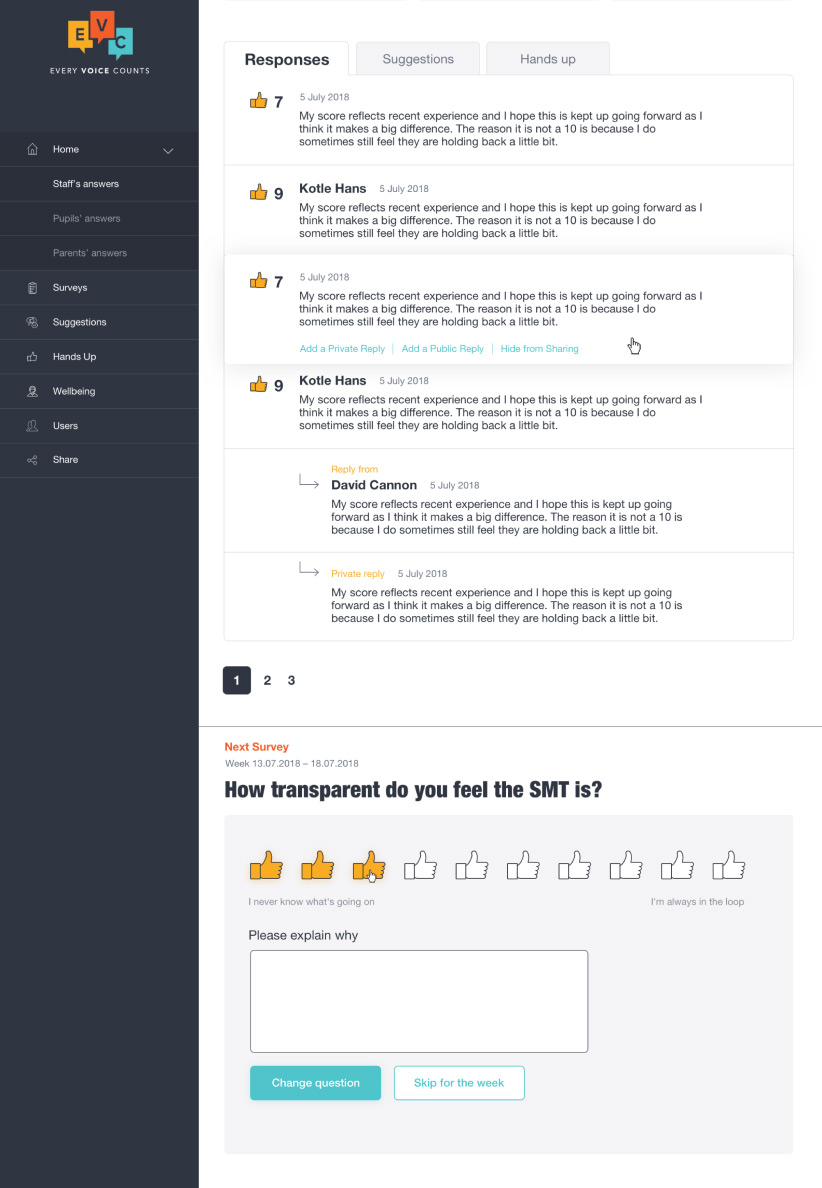 E V C
EVERY VOICE COUNTS
Home
Staff's answers
Pupils' answers
Parents' answers
Surveys
Suggestions
Hands Up
Wellbeing
Users
Share
Responses
Suggestions
Hands up
7
5 July 2018
My score reflects recent experience and I hope this is kept up going forward as I
think it makes a big difference. The reason it is not a 10 is because I do
sometimes still feel they are holding back a little bit.
9
Kotle Hans 5 July 2018
My score reflects recent experience and I hope this is kept up going forward as I
think it makes a big difference. The reason it is not a 10 is because I do
sometimes still feel they are holding back a little bit.
7
5 July 2018
My score reflects recent experience and I hope this is kept up going forward as I
think it makes a big difference. The reason it is not a 10 is because I do
sometimes still feel they are holding back a little bit.
Add a Private Reply | Add a Public Reply | Hide from Sharing
9
Kotle Hans 5 July 2018
My score reflects recent experience and I hope this is kept up going forward as I
think it makes a big difference. The reason it is not a 10 is because I do
sometimes still feel they are holding back a little bit.
Reply from
David Cannon 5 July 2018
My score reflects recent experience and I hope this is kept up going
forward as I think it makes a big difference. The reason it is not a 10 is
because I do sometimes still feel they are holding back a little bit.
Private reply 5 July 2018
My score reflects recent experience and I hope this is kept up going
forward as I think it makes a big difference. The reason it is not a 10 is
because I do sometimes still feel they are holding back a little bit.
1 2 3
Next Survey
Week 13.07.2018 – 18.07.2018
How transparent do you feel the SMT is?
I never know what's going on
I'm always in the loop
Please explain why
Change question
Skip for the week